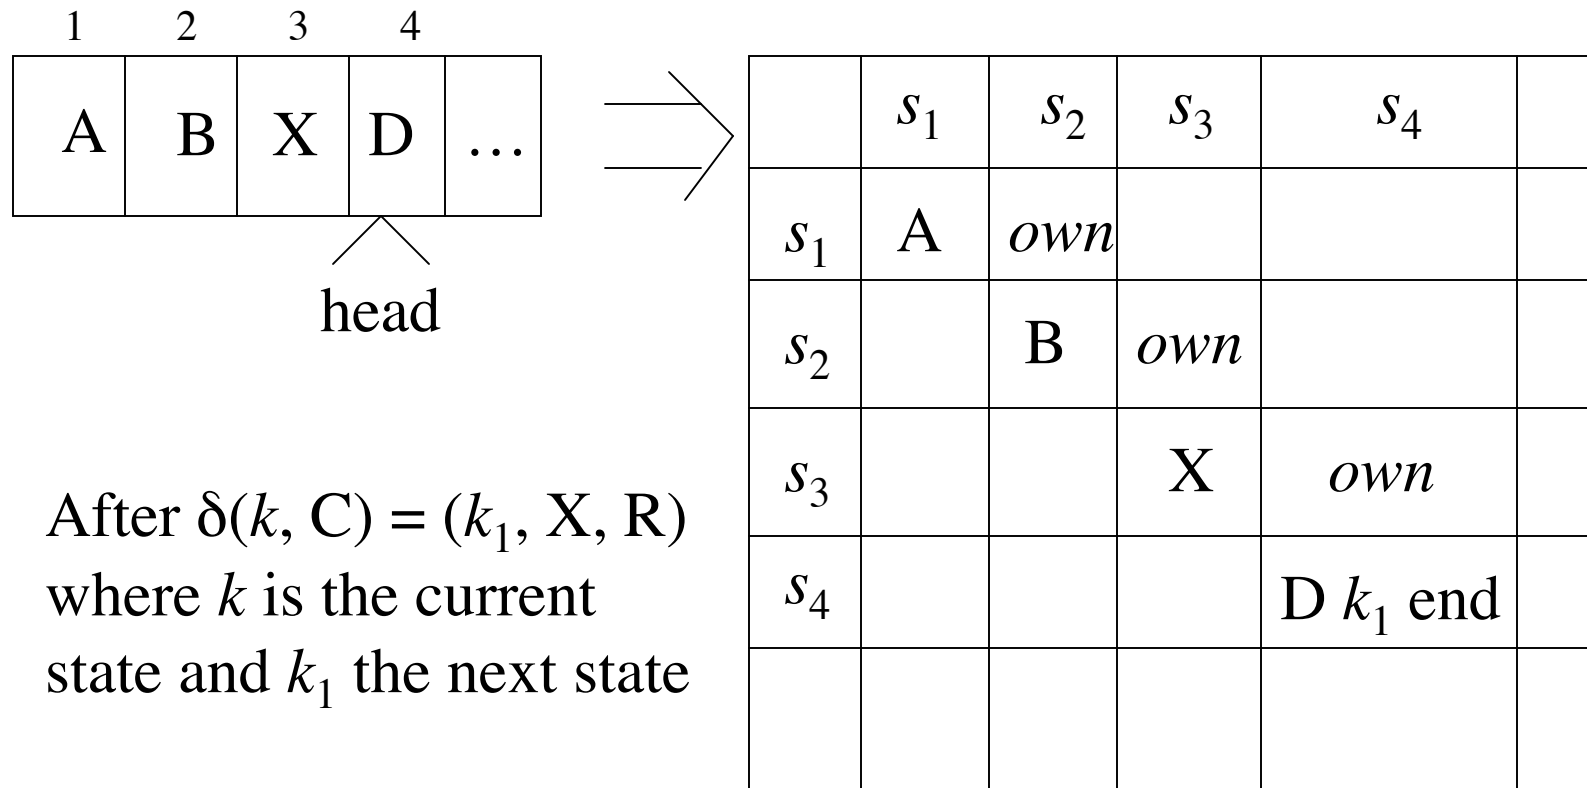 1 2 3 4
A B X D …
head
After δ(k, C) = (k₁, X, R)
where k is the current
state and k₁ the next state
s₁ s₂ s₃ s₄
s₁ A own
s₂ B own
s₃ X own
s₄ D k₁ end